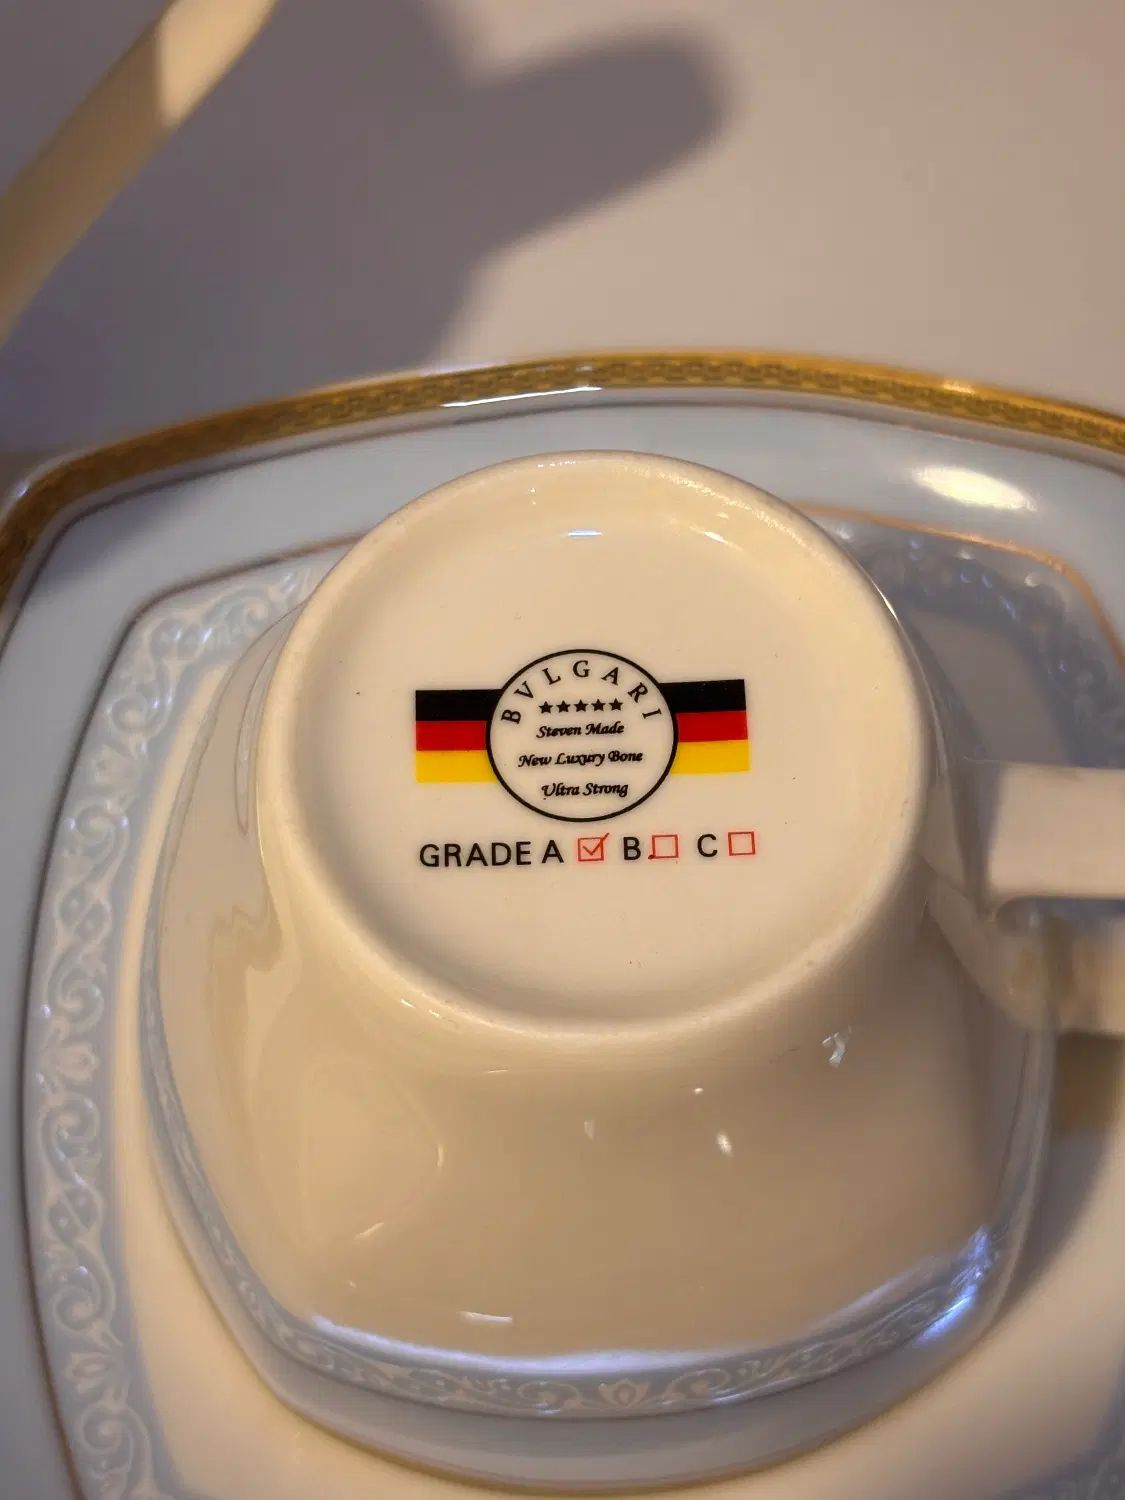 BVLGARI
★★★★★
Steven Made
New Luxury Bone
Ultra Strong
GRADE A ☑ B ☐ C ☐